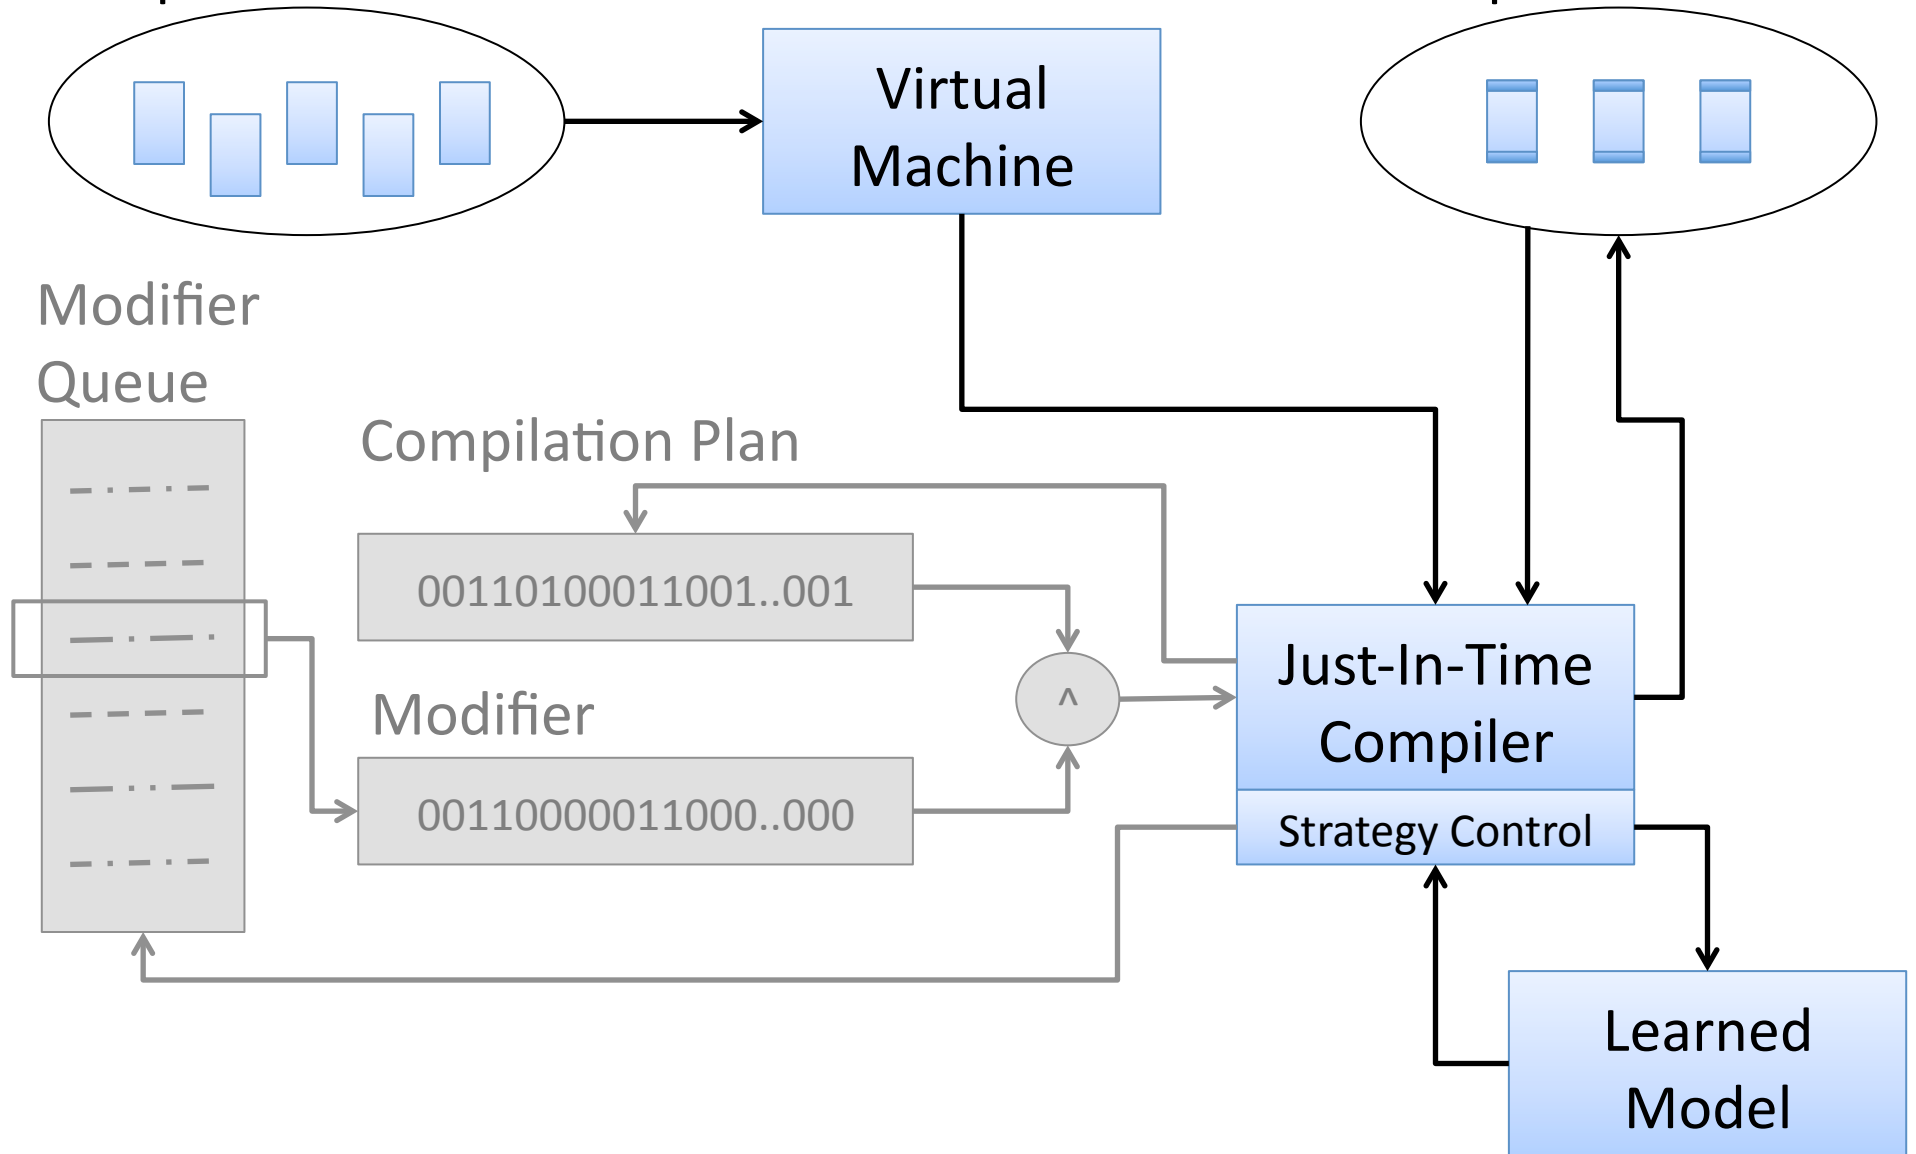 Virtual
Machine
Modifier
Queue
Compilation Plan
00110100011001..001
Just-In-Time
Compiler
^
Modifier
00110000011000..000
Strategy Control
Learned
Model